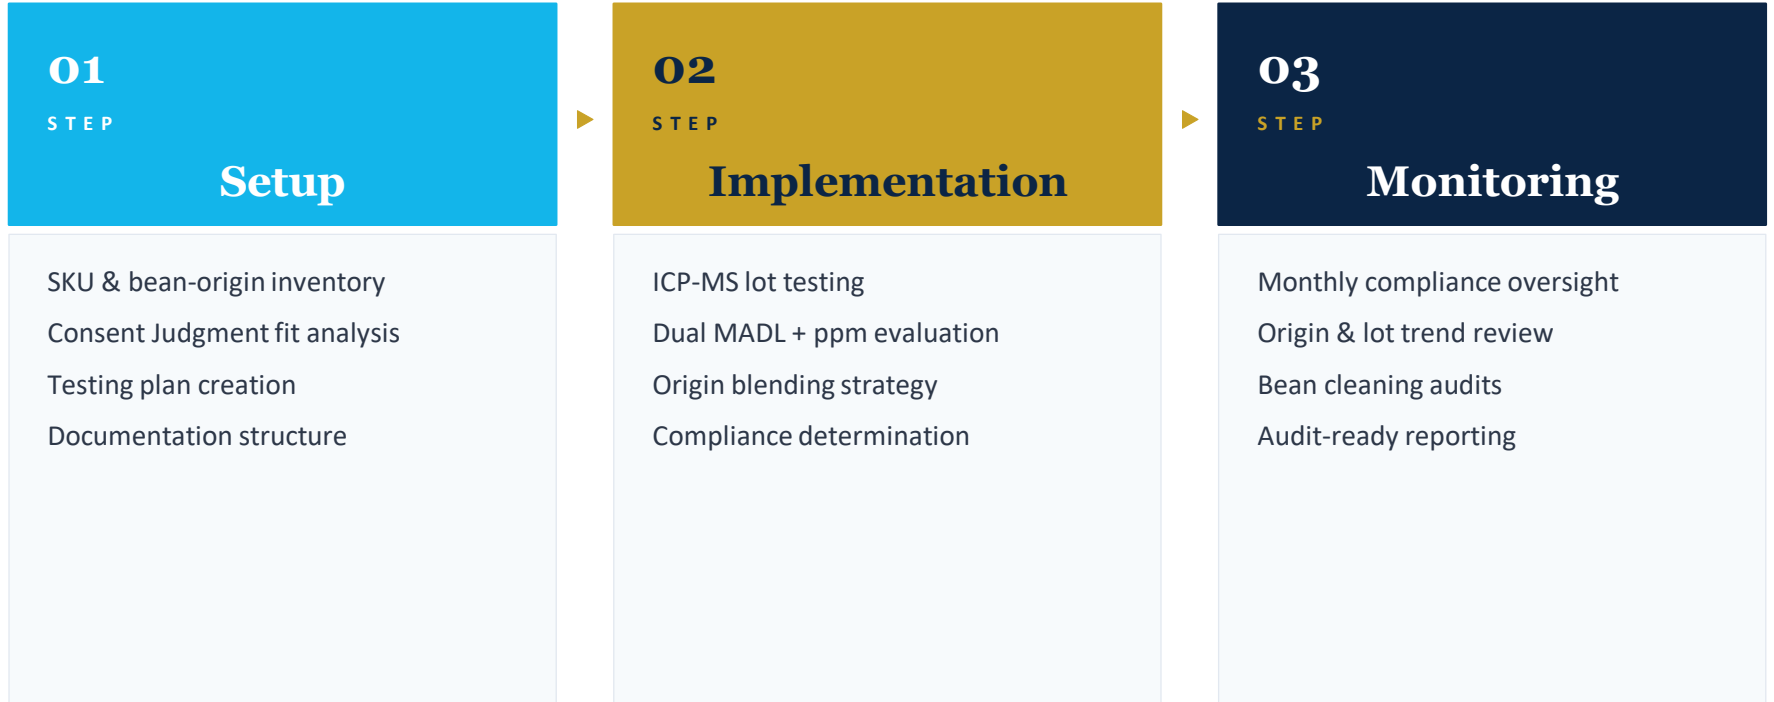 01
STEP
Setup
SKU & bean-origin inventory
Consent Judgment fit analysis
Testing plan creation
Documentation structure
02
STEP
Implementation
ICP-MS lot testing
Dual MADL + ppm evaluation
Origin blending strategy
Compliance determination
03
STEP
Monitoring
Monthly compliance oversight
Origin & lot trend review
Bean cleaning audits
Audit-ready reporting